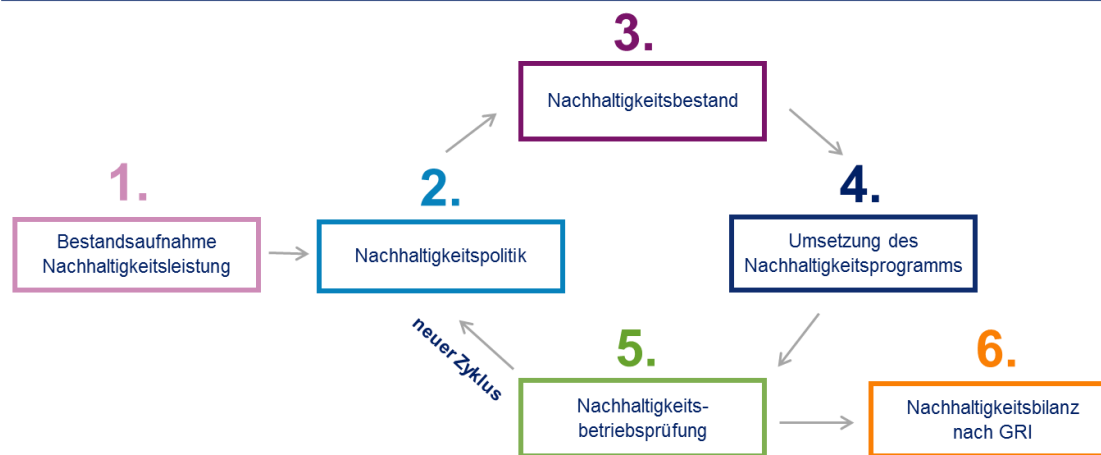 1.
Bestandsaufnahme
Nachhaltigkeitsleistung
2.
Nachhaltigkeitspolitik
3.
Nachhaltigkeitsbestand
4.
Umsetzung des
Nachhaltigkeitsprogramms
5.
Nachhaltigkeits-
betriebsprüfung
neuer Zyklus
6.
Nachhaltigkeitsbilanz
nach GRI